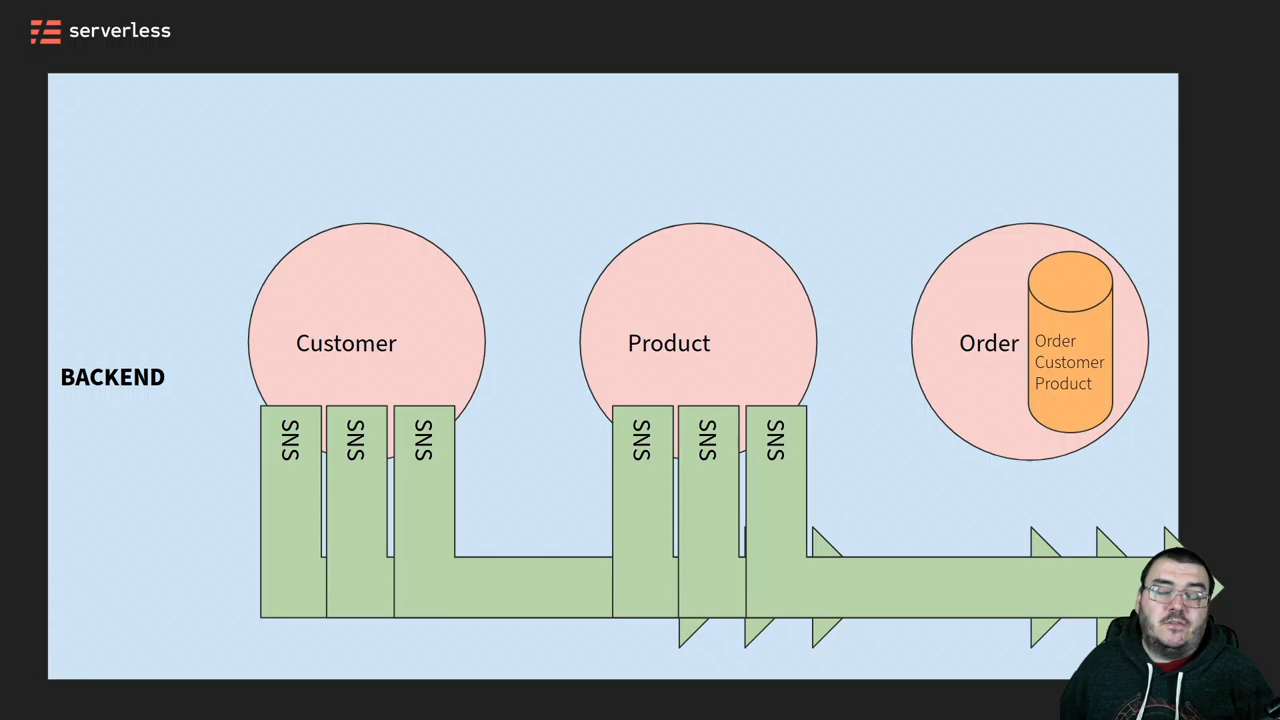 serverless
Customer
Product
Order
Order
Customer
Product
BACKEND
SNS
SNS
SNS
SNS
SNS
SNS